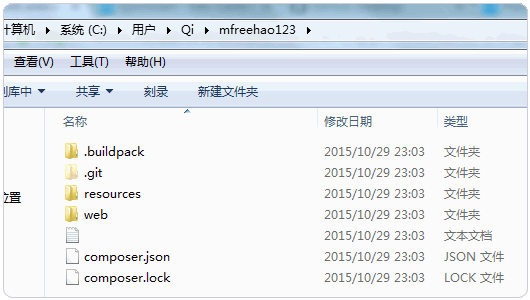 计算机 ▸ 系统 (C:) ▸ 用户 ▸ Qi ▸ mfreehao123 ▸
查看(V) 工具(T) 帮助(H)
到库中 共享 刻录 新建文件夹
名称 修改日期 类型
.buildpack 2015/10/29 23:03 文件夹
.git 2015/10/29 23:03 文件夹
位置
resources 2015/10/29 23:03 文件夹
web 2015/10/29 23:03 文件夹
2015/10/29 23:03 文本文档
composer.json 2015/10/29 23:03 JSON 文件
composer.lock 2015/10/29 23:03 LOCK 文件